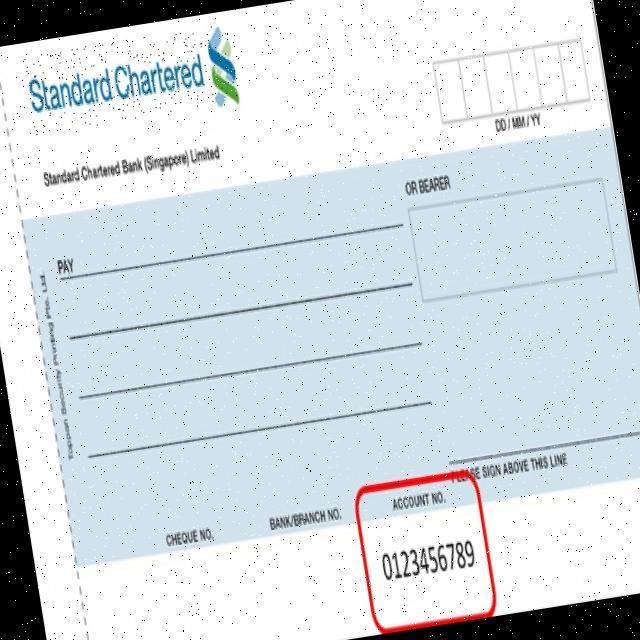 Standard Chartered
DD / MM / YY
Standard Chartered Bank (Singapore) Limited
OR BEARER
PAY
PLEASE SIGN ABOVE THIS LINE
CHEQUE NO.
BANK/BRANCH NO.
ACCOUNT NO.
0123456789